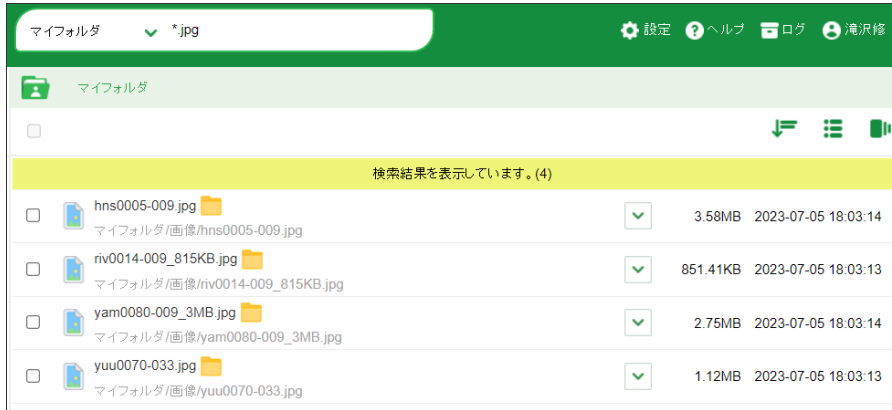 マイフォルダ *.jpg 設定 ヘルプ ログ 滝沢修
マイフォルダ
検索結果を表示しています。(4)
hns0005-009.jpg 3.58MB 2023-07-05 18:03:14
マイフォルダ/画像/hns0005-009.jpg
riv0014-009_815KB.jpg 851.41KB 2023-07-05 18:03:13
マイフォルダ/画像/riv0014-009_815KB.jpg
yam0080-009_3MB.jpg 2.75MB 2023-07-05 18:03:14
マイフォルダ/画像/yam0080-009_3MB.jpg
yuu0070-033.jpg 1.12MB 2023-07-05 18:03:13
マイフォルダ/画像/yuu0070-033.jpg